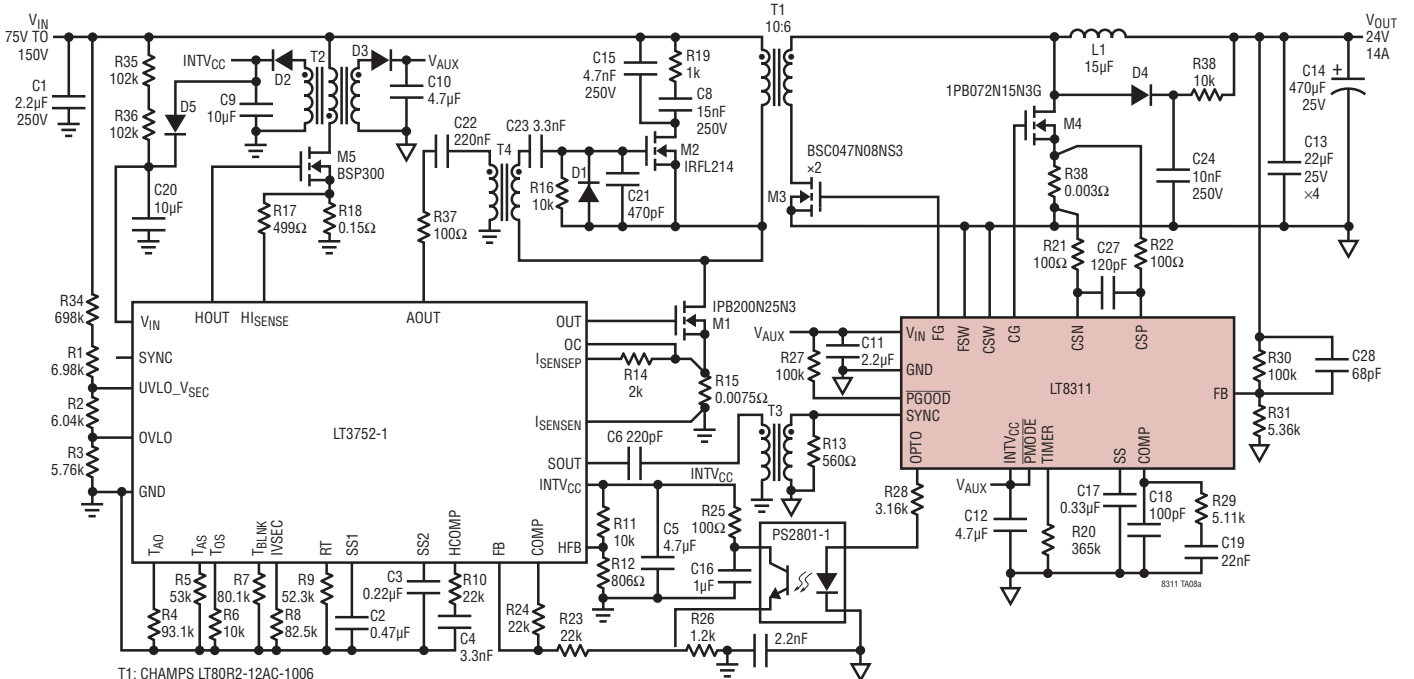 VIN
75V TO
150V
C1
2.2µF
250V
R35
102k
R36
102k
INTVCC
D2
D5
C9
10µF
T2
D3
VAUX
C10
4.7µF
C20
10µF
M5
BSP300
R17
499Ω
R18
0.15Ω
C22
220nF
R37
100Ω
T4
C23 3.3nF
R16
10k
D1
C21
470pF
C15
4.7nF
250V
R19
1k
C8
15nF
250V
M2
IRFL214
T1
10:6
BSC047N08NS3
×2
M3
L1
15µF
VOUT
24V
14A
1PB072N15N3G
M4
D4
R38
10k
C14
470µF
25V
+
R38
0.003Ω
C24
10nF
250V
C13
22µF
25V
×4
R21
100Ω
C27
120pF
R22
100Ω
R34
698k
R1
6.98k
R2
6.04k
R3
5.76k
VIN
SYNC
UVLO_VSEC
OVLO
GND
HOUT
HISENSE
AOUT
LT3752-1
OUT
OC
ISENSEP
ISENSEN
SOUT
INTVCC
HFB
TAO
TAS
TOS
TBLNK
IVSEC
RT
SS1
SS2
HCOMP
FB
COMP
IPB200N25N3
M1
R14
2k
R15
0.0075Ω
C6 220pF
T3
INTVCC
R13
560Ω
R11
10k
R12
806Ω
C5
4.7µF
R25
100Ω
C16
1µF
PS2801-1
R28
3.16k
VAUX
R27
100k
C11
2.2µF
VIN
FG
FSW
CSW
CG
CSN
CSP
GND
PGOOD
SYNC
LT8311
FB
OPTO
INTVCC
PMODE
TIMER
SS
COMP
R30
100k
C28
68pF
R31
5.36k
VAUX
C12
4.7µF
R20
365k
C17
0.33µF
C18
100pF
R29
5.11k
C19
22nF
8311 TA08a
R4
93.1k
R5
53k
R6
10k
R7
80.1k
R8
82.5k
R9
52.3k
C2
0.47µF
C3
0.22µF
R10
22k
C4
3.3nF
R24
22k
R23
22k
R26
1.2k
2.2nF
T1: CHAMPS LT80R2-12AC-1006